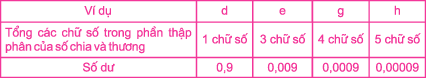 Ví dụ d e g h
Tổng các chữ số trong phần thập
phân của số chia và thương 1 chữ số 3 chữ số 4 chữ số 5 chữ số
Số dư 0,9 0,009 0,0009 0,00009